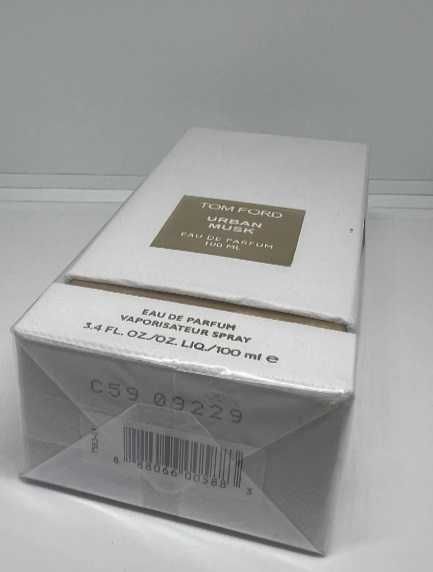 TOM FORD
URBAN
MUSK
EAU DE PARFUM
100 ML
EAU DE PARFUM
VAPORISATEUR SPRAY
3.4 FL. OZ./OZ. LIQ./100 ml e
C59 09229